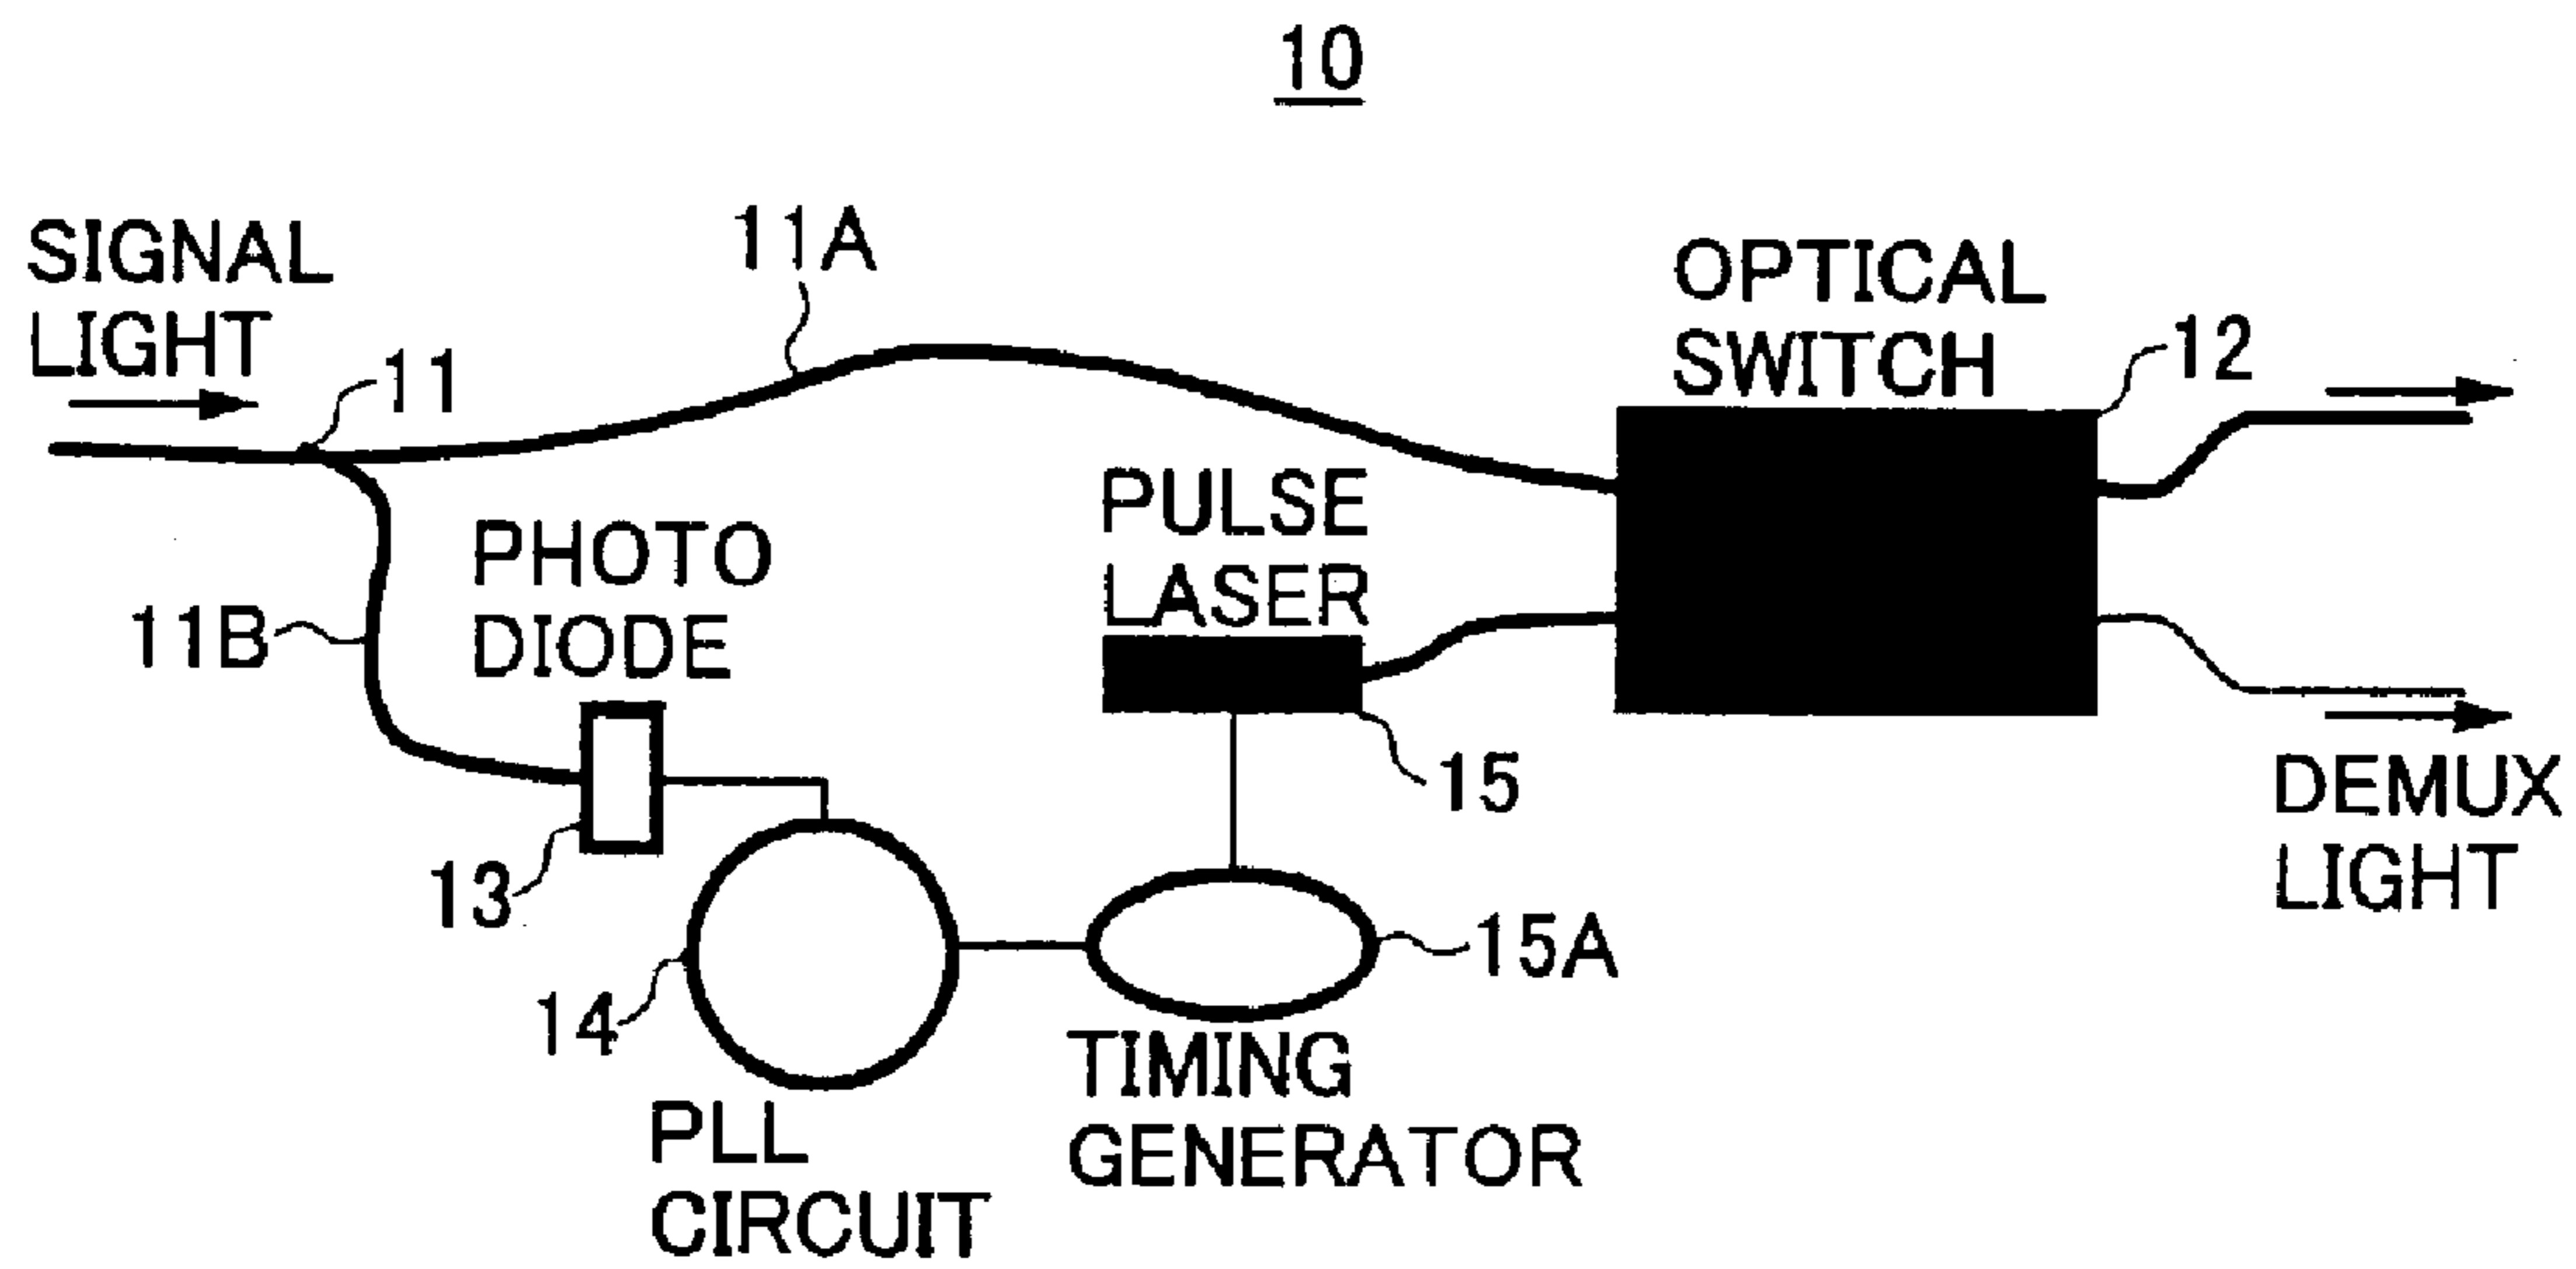 10
SIGNAL
LIGHT
11
11A
OPTICAL
SWITCH
12
PULSE
LASER
PHOTO
DIODE
11B
13
15
DEMUX
LIGHT
14
15A
TIMING
GENERATOR
PLL
CIRCUIT